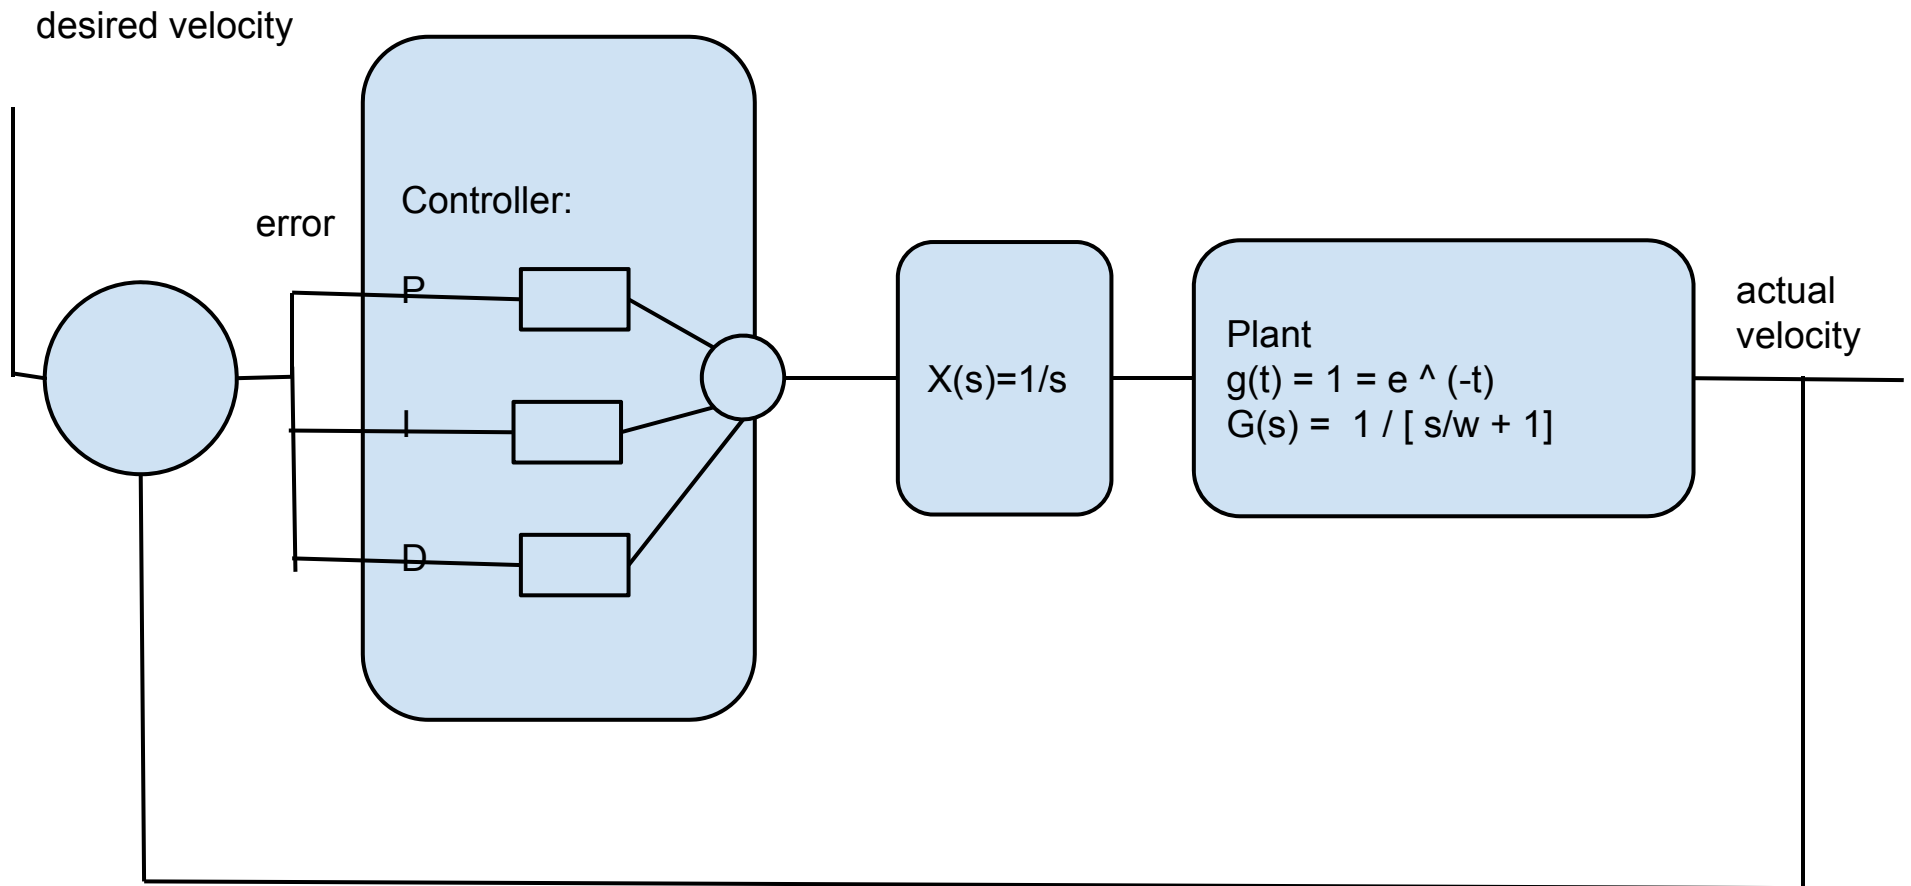 desired velocity
error
Controller:
P
I
D
X(s)=1/s
Plant
g(t) = 1 = e ^ (-t)
G(s) =  1 / [ s/w + 1]
actual
velocity